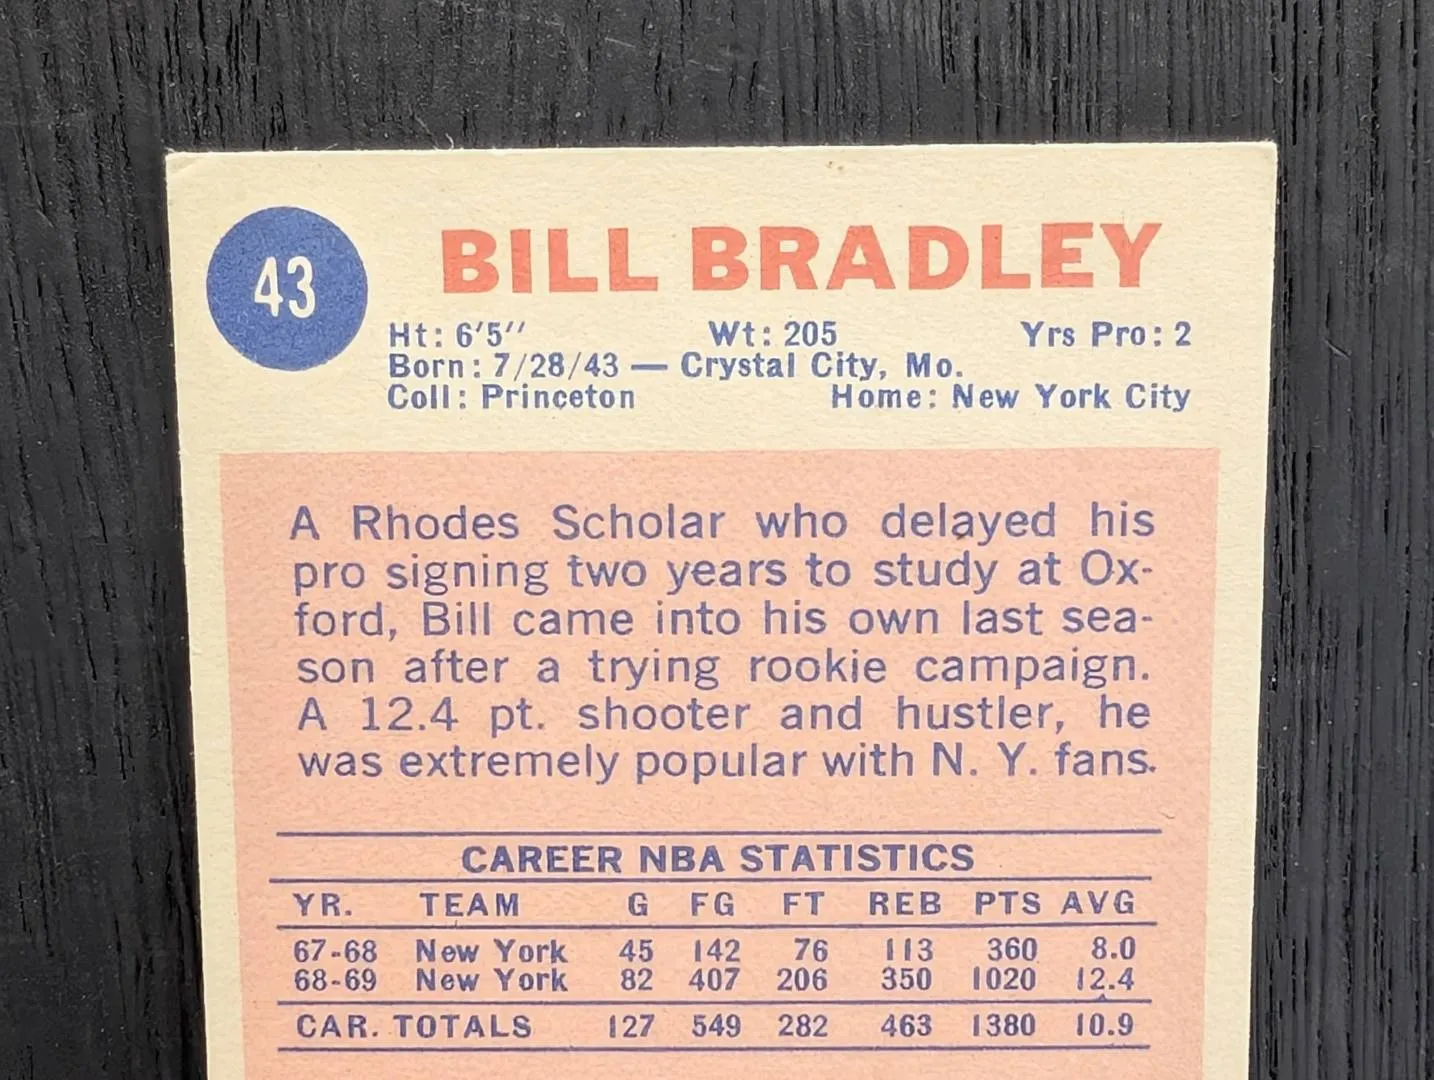 43
BILL BRADLEY
Ht: 6'5'' Wt: 205 Yrs Pro: 2
Born: 7/28/43 — Crystal City, Mo.
Coll: Princeton Home: New York City
A Rhodes Scholar who delayed his
pro signing two years to study at Ox-
ford, Bill came into his own last sea-
son after a trying rookie campaign.
A 12.4 pt. shooter and hustler, he
was extremely popular with N. Y. fans.
CAREER NBA STATISTICS
YR. TEAM G FG FT REB PTS AVG
67-68 New York 45 142 76 113 360 8.0
68-69 New York 82 407 206 350 1020 12.4
CAR. TOTALS 127 549 282 463 1380 10.9